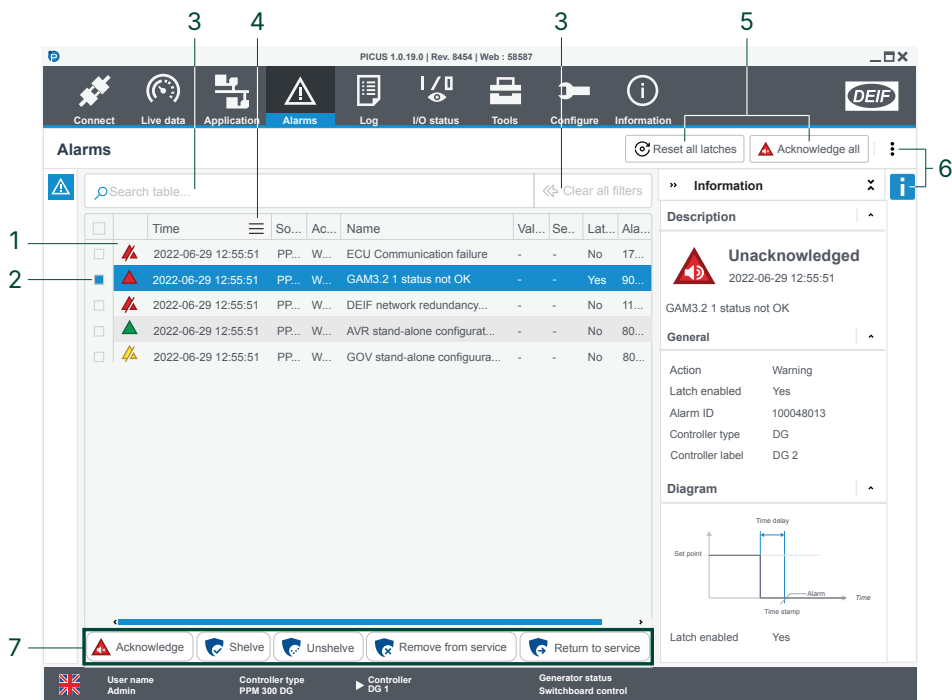 3 4 3 5
PICUS 1.0.19.0 | Rev. 8454 | Web : 58587
Connect Live data Application Alarms Log I/O status Tools Configure Information
DEIF
Alarms
Reset all latches Acknowledge all
6
Search table... Clear all filters
Information
Time So... Ac... Name Val... Se.. Lat... Ala...
1
2022-06-29 12:55:51 PP... W... ECU Communication failure - - No 17...
2
2022-06-29 12:55:51 PP... W... GAM3.2 1 status not OK - - Yes 90...
2022-06-29 12:55:51 PP... W... DEIF network redundancy... - - No 11...
2022-06-29 12:55:51 PP... W... AVR stand-alone configurat... - - No 80...
2022-06-29 12:55:51 PP... W... GOV stand-alone configuura... - - No 80...
Description
Unacknowledged
2022-06-29 12:55:51
GAM3.2 1 status not OK
General
Action Warning
Latch enabled Yes
Alarm ID 100048013
Controller type DG
Controller label DG 2
Diagram
Time delay
Set point
Alarm
Time
Time stamp
Latch enabled Yes
7
Acknowledge Shelve Unshelve Remove from service Return to service
User name Controller type Controller Generator status
Admin PPM 300 DG DG 1 Switchboard control